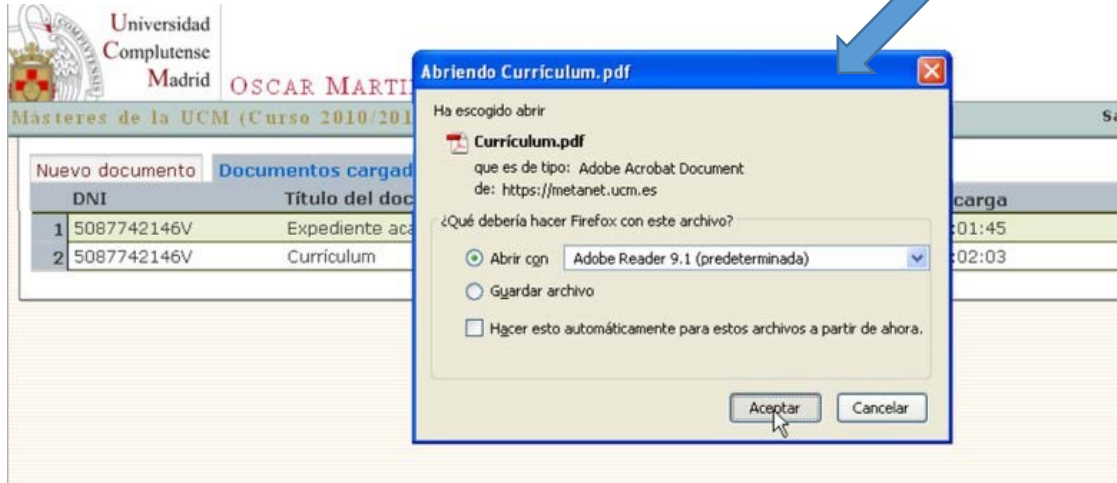 Universidad
Complutense
Madrid
OSCAR MARTI
Másteres de la UCM (Curso 2010/201
Sa
Nuevo documento Documentos cargad
DNI Título del doc carga
1 5087742146V Expediente aca :01:45
2 5087742146V Currículum :02:03
Abriendo Currículum.pdf
Ha escogido abrir
Currículum.pdf
que es de tipo: Adobe Acrobat Document
de: https://metanet.ucm.es
¿Qué debería hacer Firefox con este archivo?
Abrir con Adobe Reader 9.1 (predeterminada)
Guardar archivo
Hacer esto automáticamente para estos archivos a partir de ahora.
Aceptar Cancelar